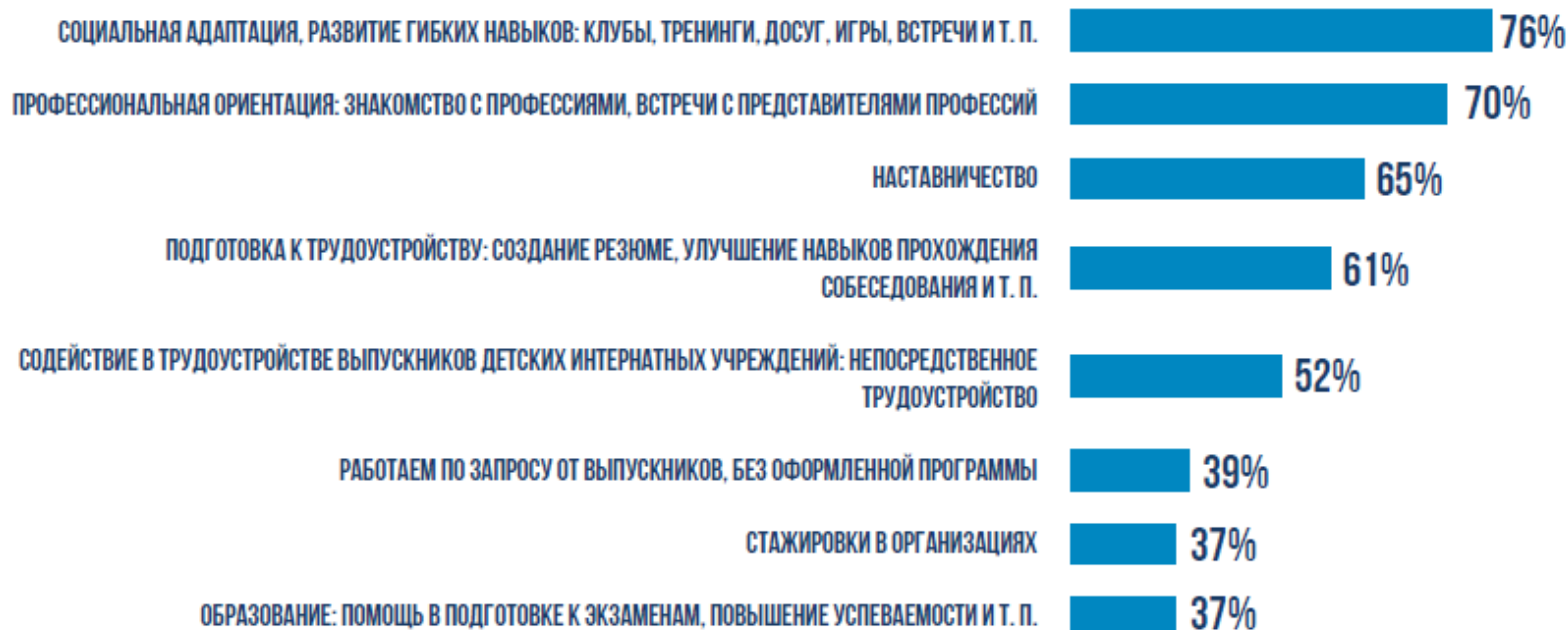 СОЦИАЛЬНАЯ АДАПТАЦИЯ, РАЗВИТИЕ ГИБКИХ НАВЫКОВ: КЛУБЫ, ТРЕНИНГИ, ДОСУГ, ИГРЫ, ВСТРЕЧИ И Т. П.
76%
ПРОФЕССИОНАЛЬНАЯ ОРИЕНТАЦИЯ: ЗНАКОМСТВО С ПРОФЕССИЯМИ, ВСТРЕЧИ С ПРЕДСТАВИТЕЛЯМИ ПРОФЕССИЙ
70%
НАСТАВНИЧЕСТВО
65%
ПОДГОТОВКА К ТРУДОУСТРОЙСТВУ: СОЗДАНИЕ РЕЗЮМЕ, УЛУЧШЕНИЕ НАВЫКОВ ПРОХОЖДЕНИЯ
СОБЕСЕДОВАНИЯ И Т. П.
61%
СОДЕЙСТВИЕ В ТРУДОУСТРОЙСТВЕ ВЫПУСКНИКОВ ДЕТСКИХ ИНТЕРНАТНЫХ УЧРЕЖДЕНИЙ: НЕПОСРЕДСТВЕННОЕ
ТРУДОУСТРОЙСТВО
52%
РАБОТАЕМ ПО ЗАПРОСУ ОТ ВЫПУСКНИКОВ, БЕЗ ОФОРМЛЕННОЙ ПРОГРАММЫ
39%
СТАЖИРОВКИ В ОРГАНИЗАЦИЯХ
37%
ОБРАЗОВАНИЕ: ПОМОЩЬ В ПОДГОТОВКЕ К ЭКЗАМЕНАМ, ПОВЫШЕНИЕ УСПЕВАЕМОСТИ И Т. П.
37%